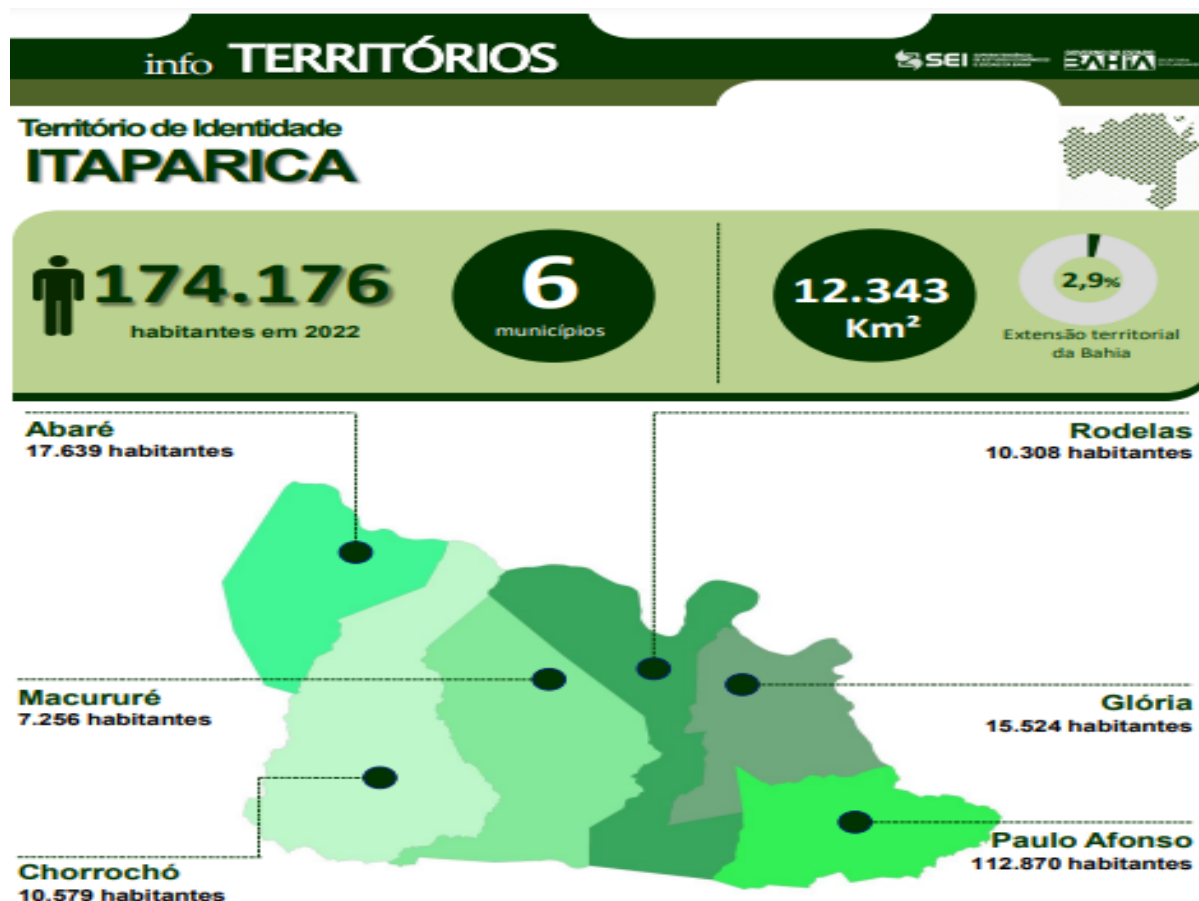 info TERRITÓRIOS
SEI
BAHIA
Território de Identidade
ITAPARICA
174.176
habitantes em 2022
6
municípios
12.343
Km²
2,9%
Extensão territorial
da Bahia
Abaré
17.639 habitantes
Rodelas
10.308 habitantes
Macururé
7.256 habitantes
Glória
15.524 habitantes
Chorrochó
10.579 habitantes
Paulo Afonso
112.870 habitantes